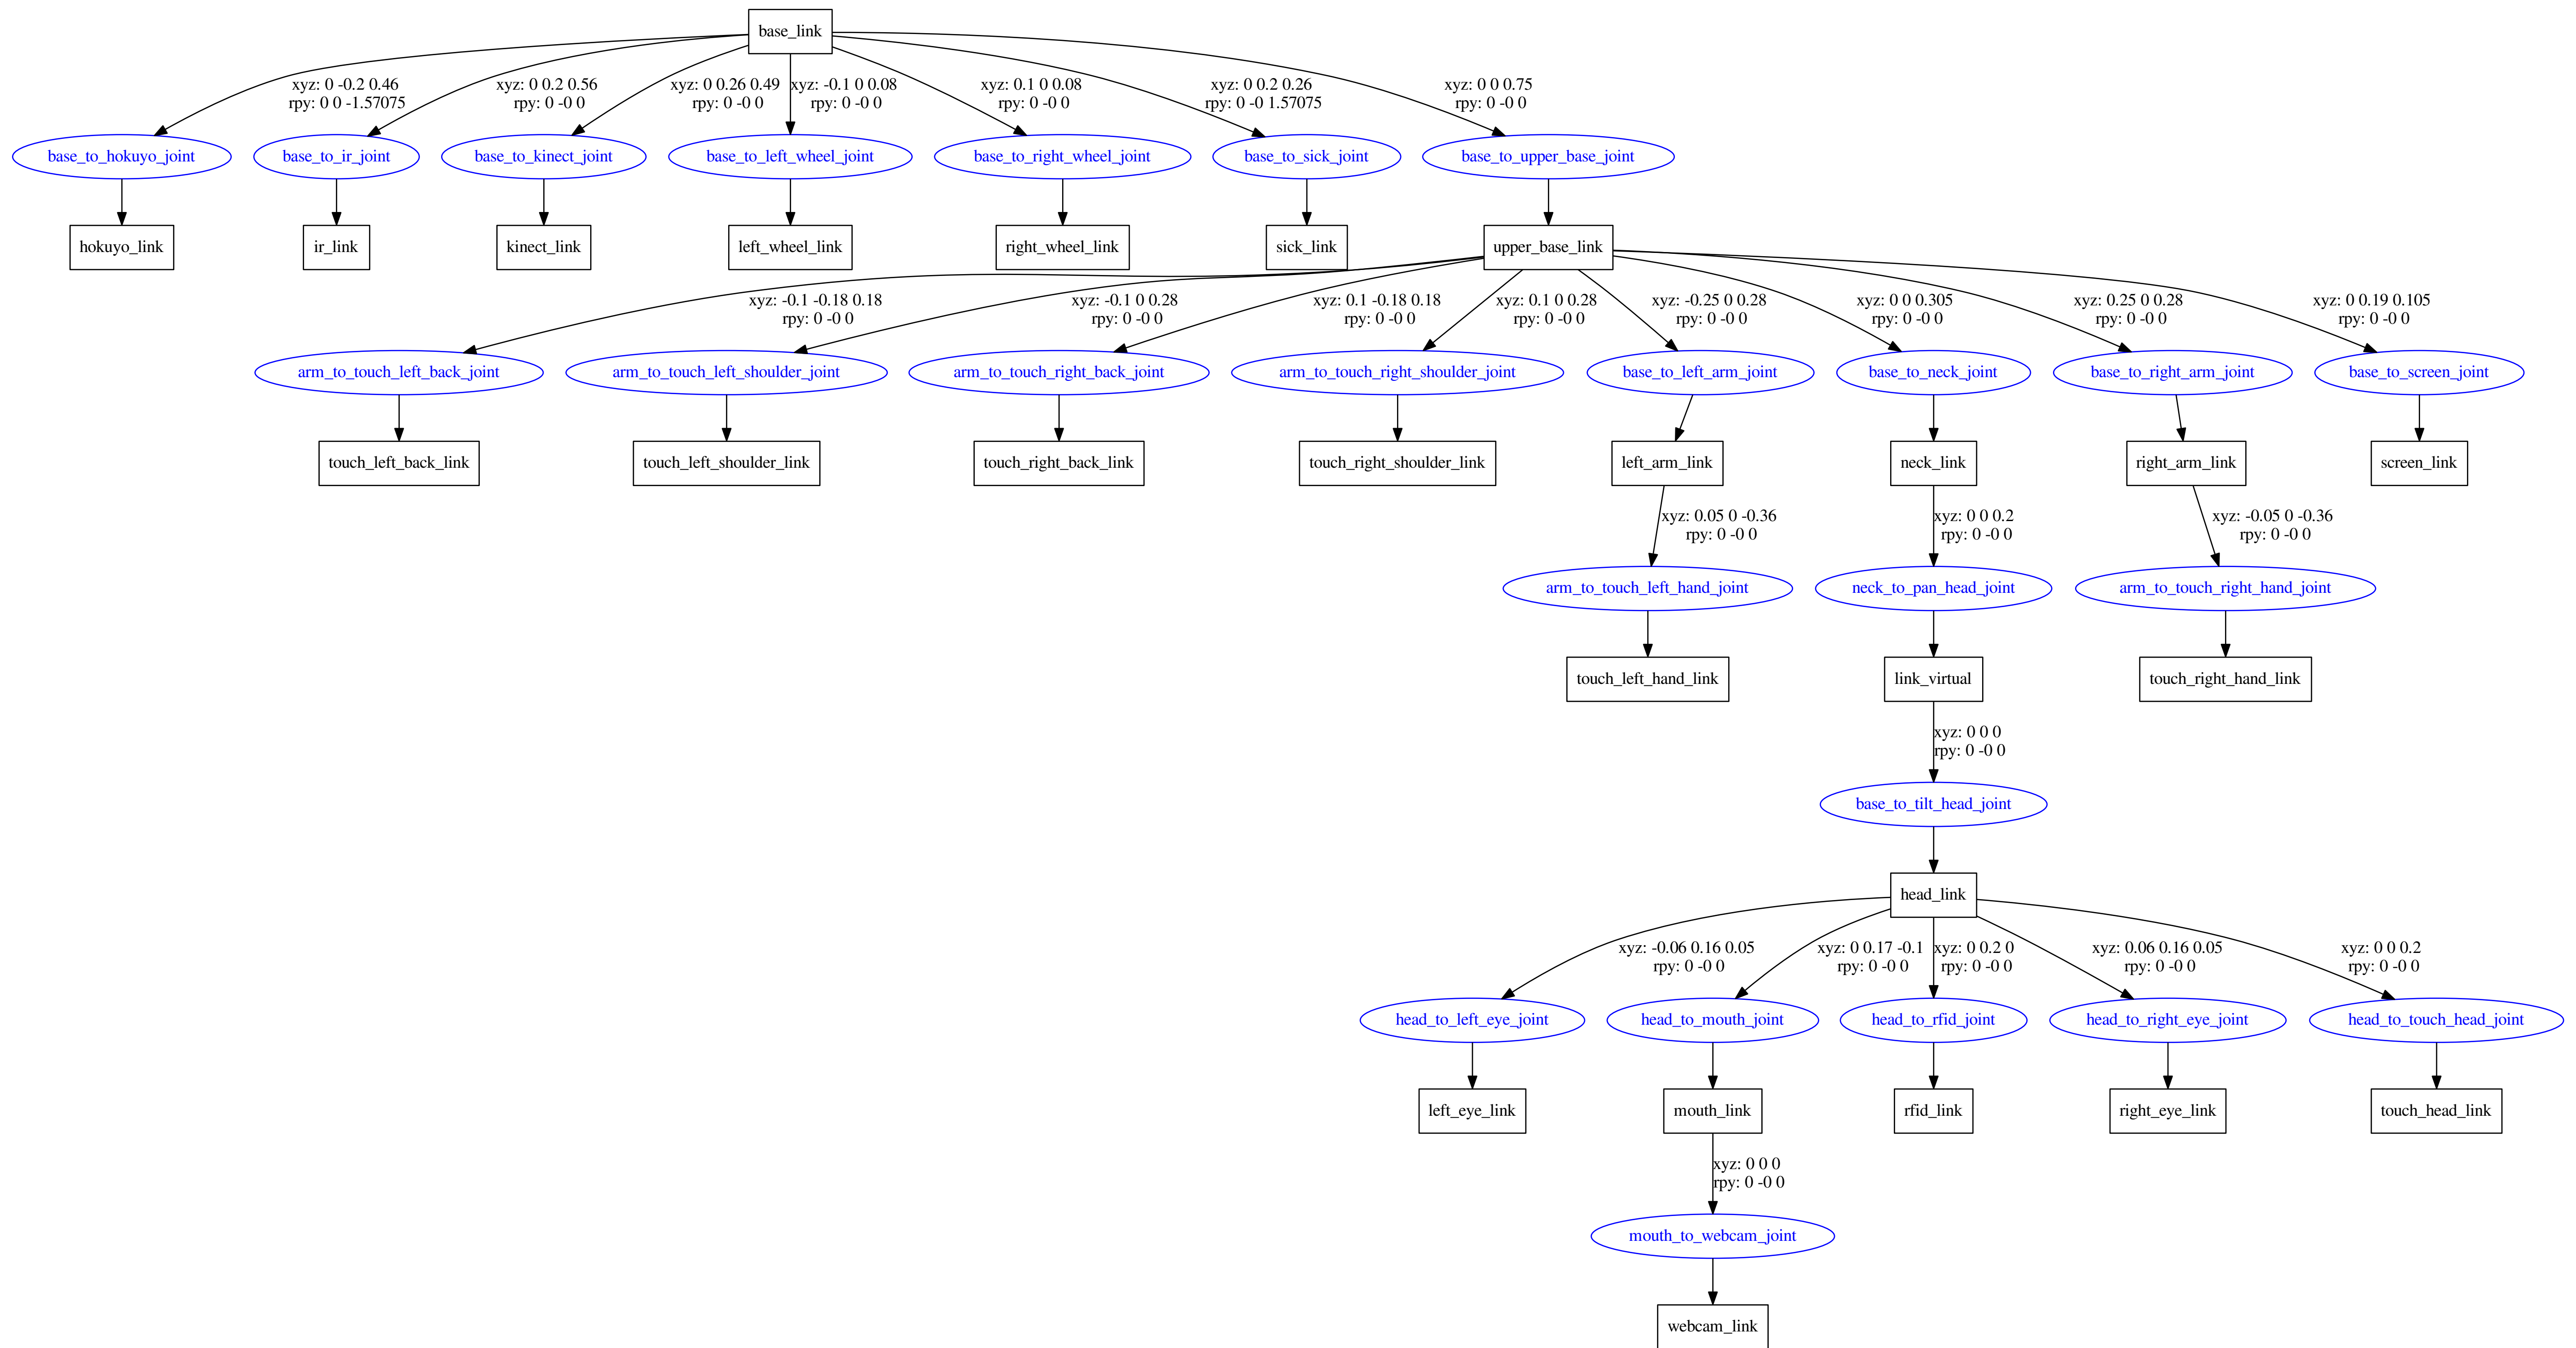 base_link
xyz: 0 -0.2 0.46
rpy: 0 0 -1.57075
xyz: 0 0.2 0.56
rpy: 0 -0 0
xyz: 0 0.26 0.49
rpy: 0 -0 0
xyz: -0.1 0 0.08
rpy: 0 -0 0
xyz: 0.1 0 0.08
rpy: 0 -0 0
xyz: 0 0.2 0.26
rpy: 0 -0 1.57075
xyz: 0 0 0.75
rpy: 0 -0 0
base_to_hokuyo_joint
base_to_ir_joint
base_to_kinect_joint
base_to_left_wheel_joint
base_to_right_wheel_joint
base_to_sick_joint
base_to_upper_base_joint
hokuyo_link
ir_link
kinect_link
left_wheel_link
right_wheel_link
sick_link
upper_base_link
xyz: -0.1 -0.18 0.18
rpy: 0 -0 0
xyz: -0.1 0 0.28
rpy: 0 -0 0
xyz: 0.1 -0.18 0.18
rpy: 0 -0 0
xyz: 0.1 0 0.28
rpy: 0 -0 0
xyz: -0.25 0 0.28
rpy: 0 -0 0
xyz: 0 0 0.305
rpy: 0 -0 0
xyz: 0.25 0 0.28
rpy: 0 -0 0
xyz: 0 0.19 0.105
rpy: 0 -0 0
arm_to_touch_left_back_joint
arm_to_touch_left_shoulder_joint
arm_to_touch_right_back_joint
arm_to_touch_right_shoulder_joint
base_to_left_arm_joint
base_to_neck_joint
base_to_right_arm_joint
base_to_screen_joint
touch_left_back_link
touch_left_shoulder_link
touch_right_back_link
touch_right_shoulder_link
left_arm_link
neck_link
right_arm_link
screen_link
xyz: 0.05 0 -0.36
rpy: 0 -0 0
xyz: 0 0 0.2
rpy: 0 -0 0
xyz: -0.05 0 -0.36
rpy: 0 -0 0
arm_to_touch_left_hand_joint
neck_to_pan_head_joint
arm_to_touch_right_hand_joint
touch_left_hand_link
link_virtual
touch_right_hand_link
xyz: 0 0 0
rpy: 0 -0 0
base_to_tilt_head_joint
head_link
xyz: -0.06 0.16 0.05
rpy: 0 -0 0
xyz: 0 0.17 -0.1
rpy: 0 -0 0
xyz: 0 0.2 0
rpy: 0 -0 0
xyz: 0.06 0.16 0.05
rpy: 0 -0 0
xyz: 0 0 0.2
rpy: 0 -0 0
head_to_left_eye_joint
head_to_mouth_joint
head_to_rfid_joint
head_to_right_eye_joint
head_to_touch_head_joint
left_eye_link
mouth_link
rfid_link
right_eye_link
touch_head_link
xyz: 0 0 0
rpy: 0 -0 0
mouth_to_webcam_joint
webcam_link